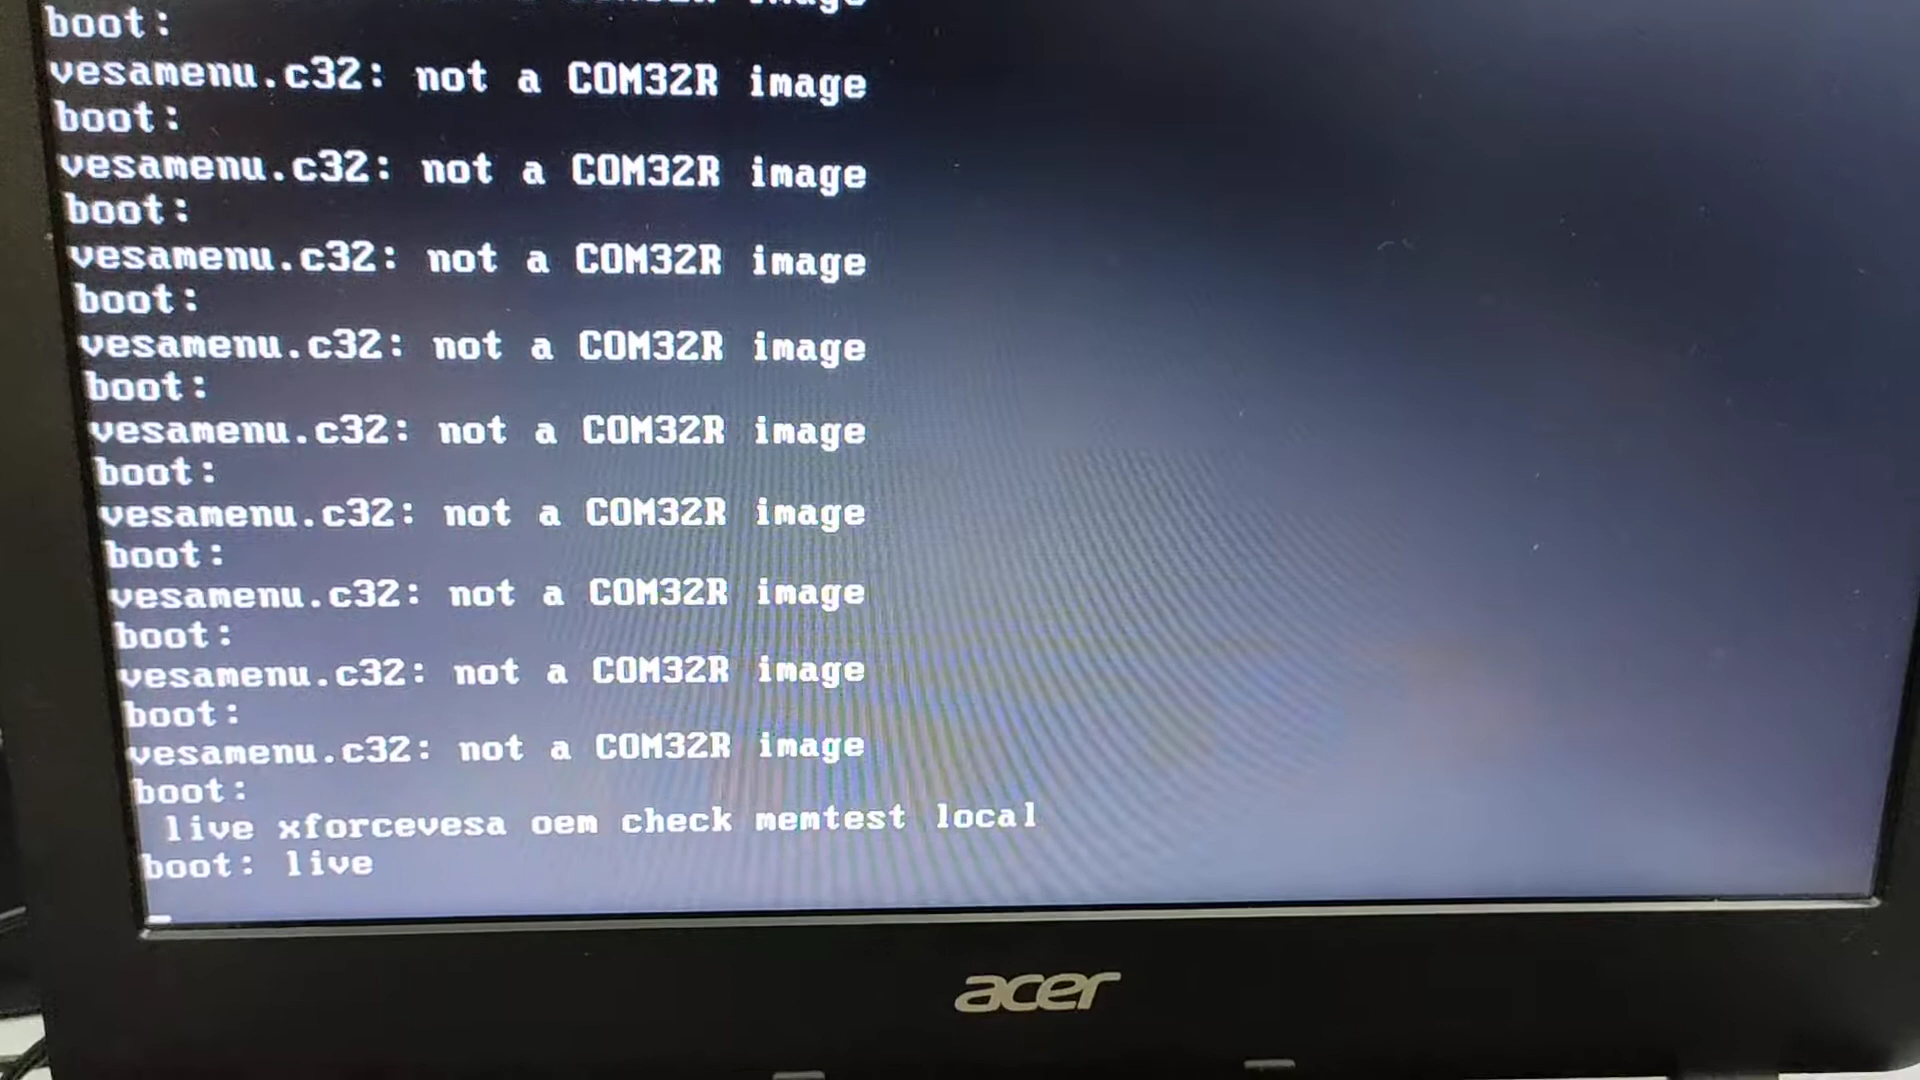 boot:
vesamenu.c32: not a COM32R image
boot:
vesamenu.c32: not a COM32R image
boot:
vesamenu.c32: not a COM32R image
boot:
vesamenu.c32: not a COM32R image
boot:
vesamenu.c32: not a COM32R image
boot:
vesamenu.c32: not a COM32R image
boot:
vesamenu.c32: not a COM32R image
boot:
vesamenu.c32: not a COM32R image
boot:
vesamenu.c32: not a COM32R image
boot:
live xforcevesa oem check memtest local
boot: live
acer